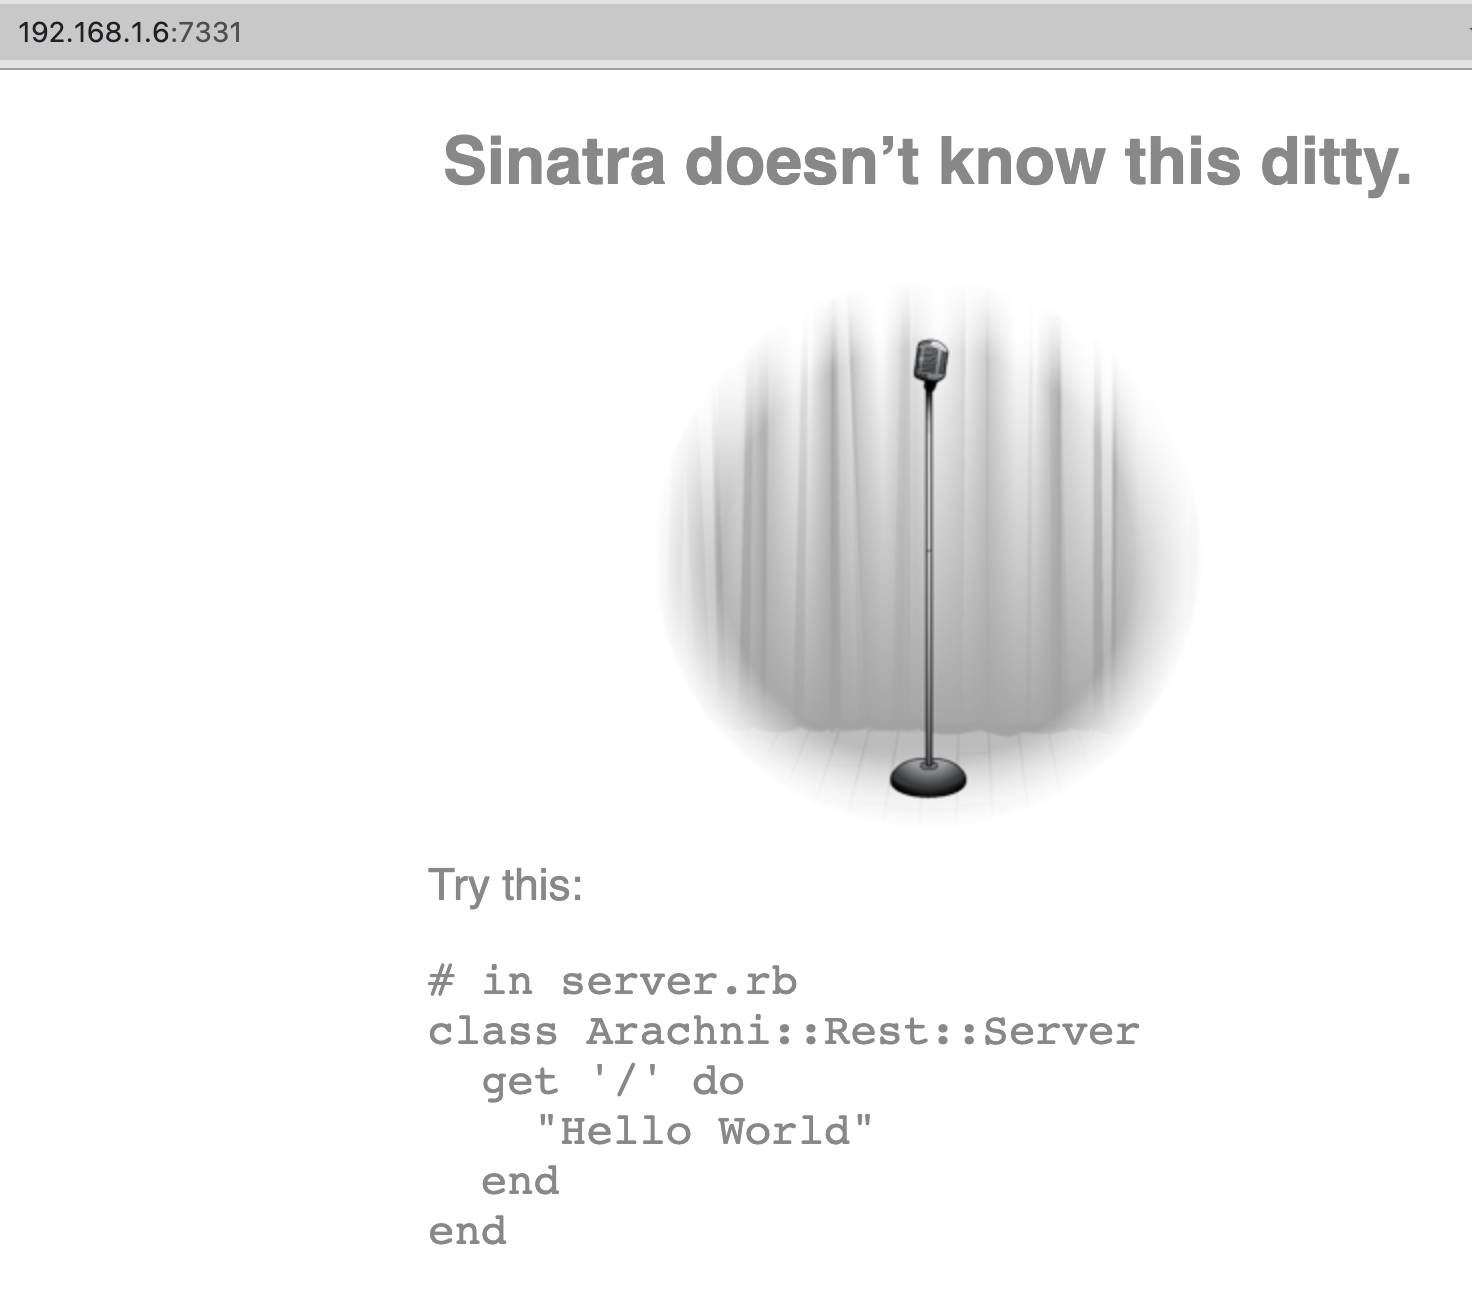 192.168.1.6:7331
Sinatra doesn’t know this ditty.
Try this:
# in server.rb
class Arachni::Rest::Server
  get '/' do
    "Hello World"
  end
end